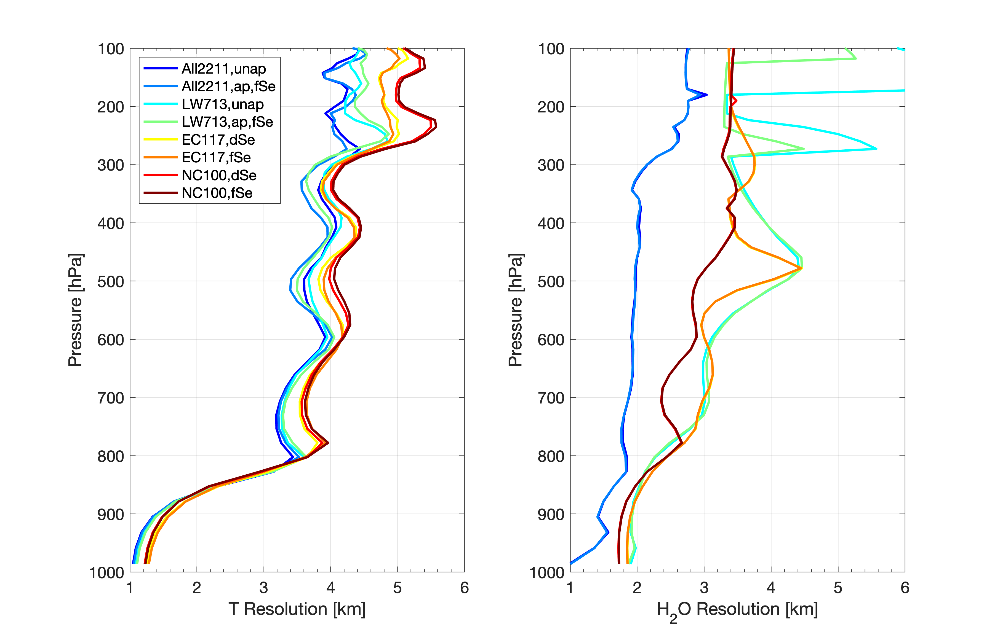 100
200
300
400
500
600
700
800
900
1000
1 2 3 4 5 6
Pressure [hPa]
T Resolution [km]
All2211,unap
All2211,ap,fSe
LW713,unap
LW713,ap,fSe
EC117,dSe
EC117,fSe
NC100,dSe
NC100,fSe
100
200
300
400
500
600
700
800
900
1000
1 2 3 4 5 6
Pressure [hPa]
H2O Resolution [km]